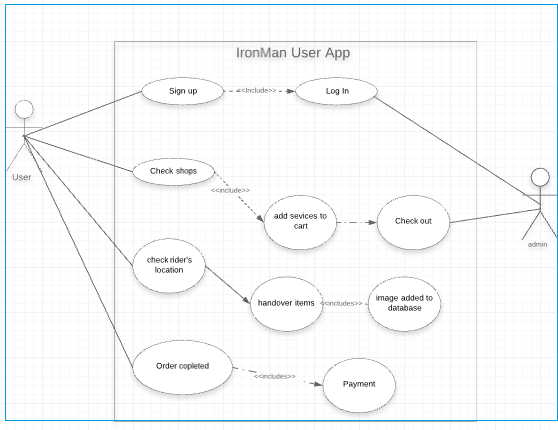 IronMan User App
Sign up
<<Include>>
Log In
User
Check shops
<<include>>
add sevices to
cart
Check out
admin
check rider's
location
handover items
<<includes>>
image added to
database
Order copleted
<<includes>>
Payment